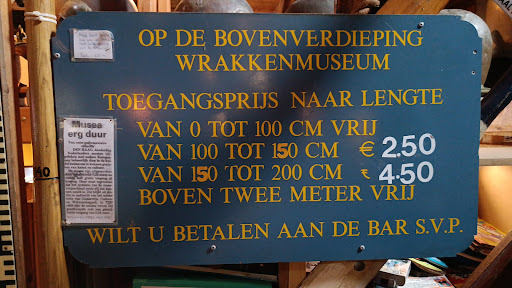 OP DE BOVENVERDIEPING
WRAKKENMUSEUM
TOEGANGSPRIJS NAAR LENGTE
VAN 0 TOT 100 CM VRIJ
VAN 100 TOT 150 CM € 2.50
VAN 150 TOT 200 CM € 4.50
BOVEN TWEE METER VRIJ
WILT U BETALEN AAN DE BAR S.V.P.
Musea
erg duur